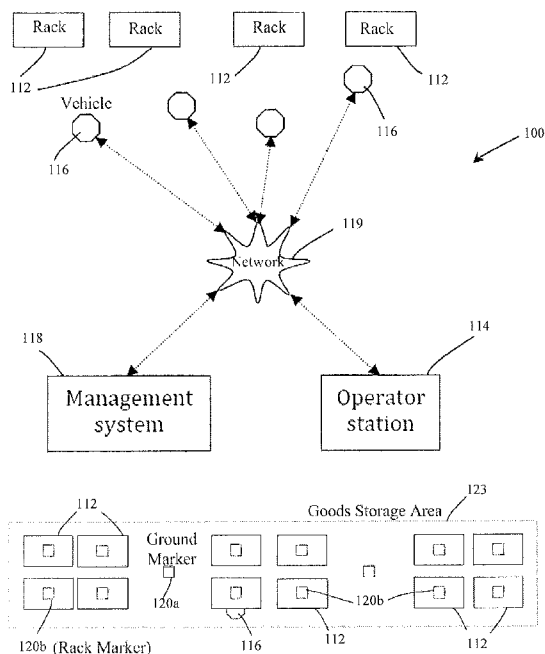 Rack
Rack
Rack
Rack
112
112
112
112
Vehicle
116
116
100
119
Network
118
114
Management
system
Operator
station
Goods Storage Area
123
112
Ground
Marker
120a
120b
120b
(Rack Marker)
116
112
112